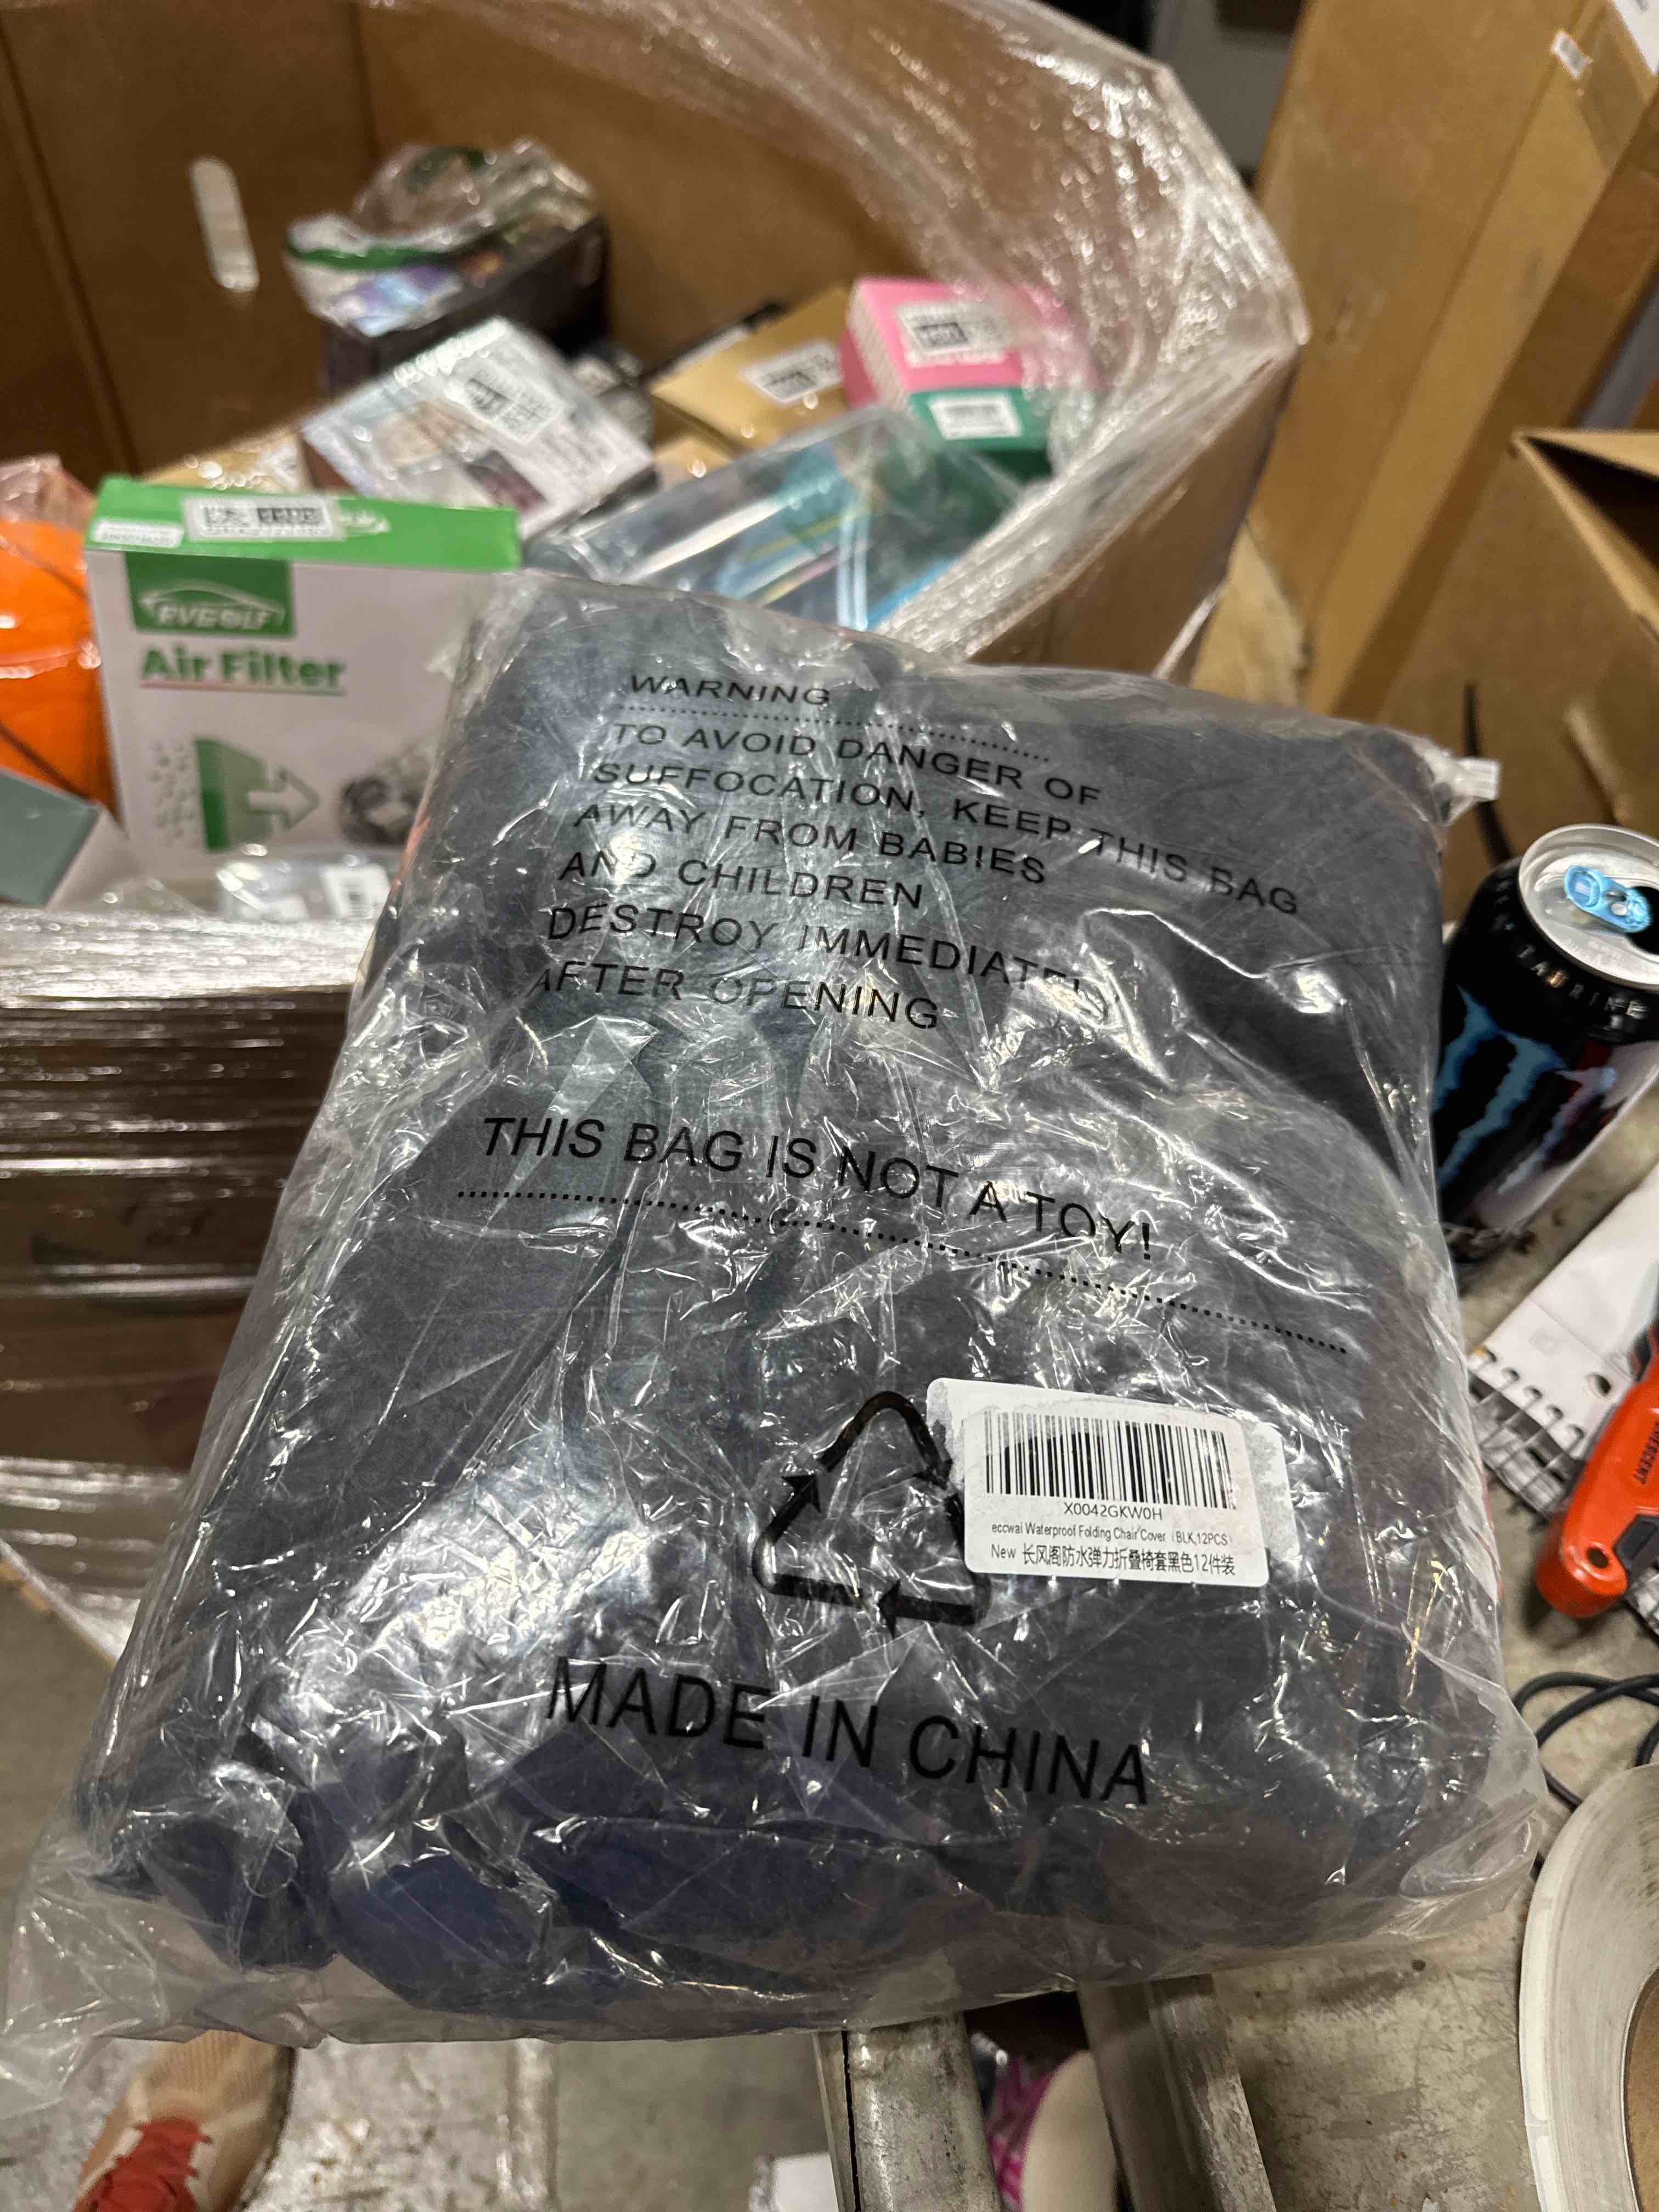 EVGOLF
Air Filter
WARNING
TO AVOID DANGER OF
SUFFOCATION, KEEP THIS BAG
AWAY FROM BABIES
AND CHILDREN
DESTROY IMMEDIATELY
AFTER OPENING
THIS BAG IS NOT A TOY!
X0042GKW0H
eccwai Waterproof Folding Chair Cover（BLK,12PCS）
New 长风阁防水弹力折叠椅套黑色12件装
MADE IN CHINA